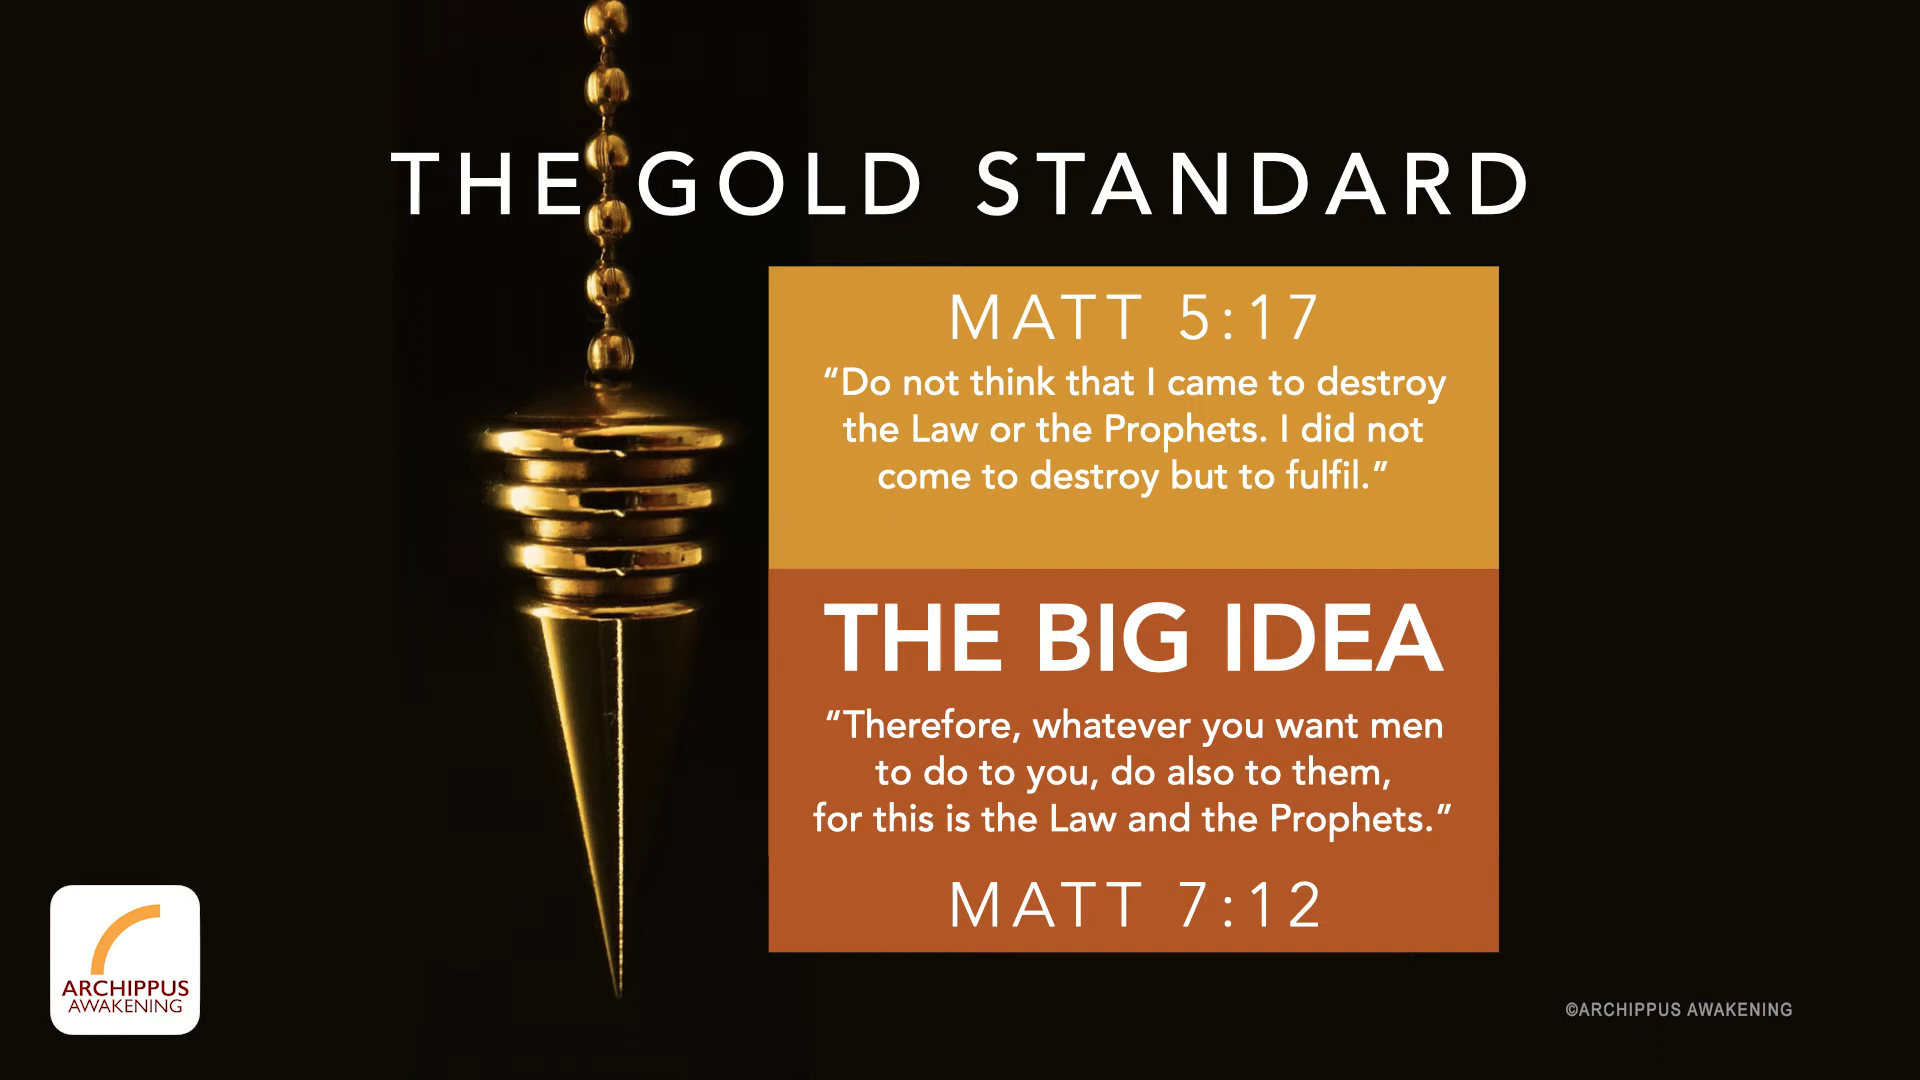 THE GOLD STANDARD
MATT 5:17
“Do not think that I came to destroy
the Law or the Prophets. I did not
come to destroy but to fulfil.”
THE BIG IDEA
“Therefore, whatever you want men
to do to you, do also to them,
for this is the Law and the Prophets.”
MATT 7:12
ARCHIPPUS
AWAKENING
©ARCHIPPUS AWAKENING